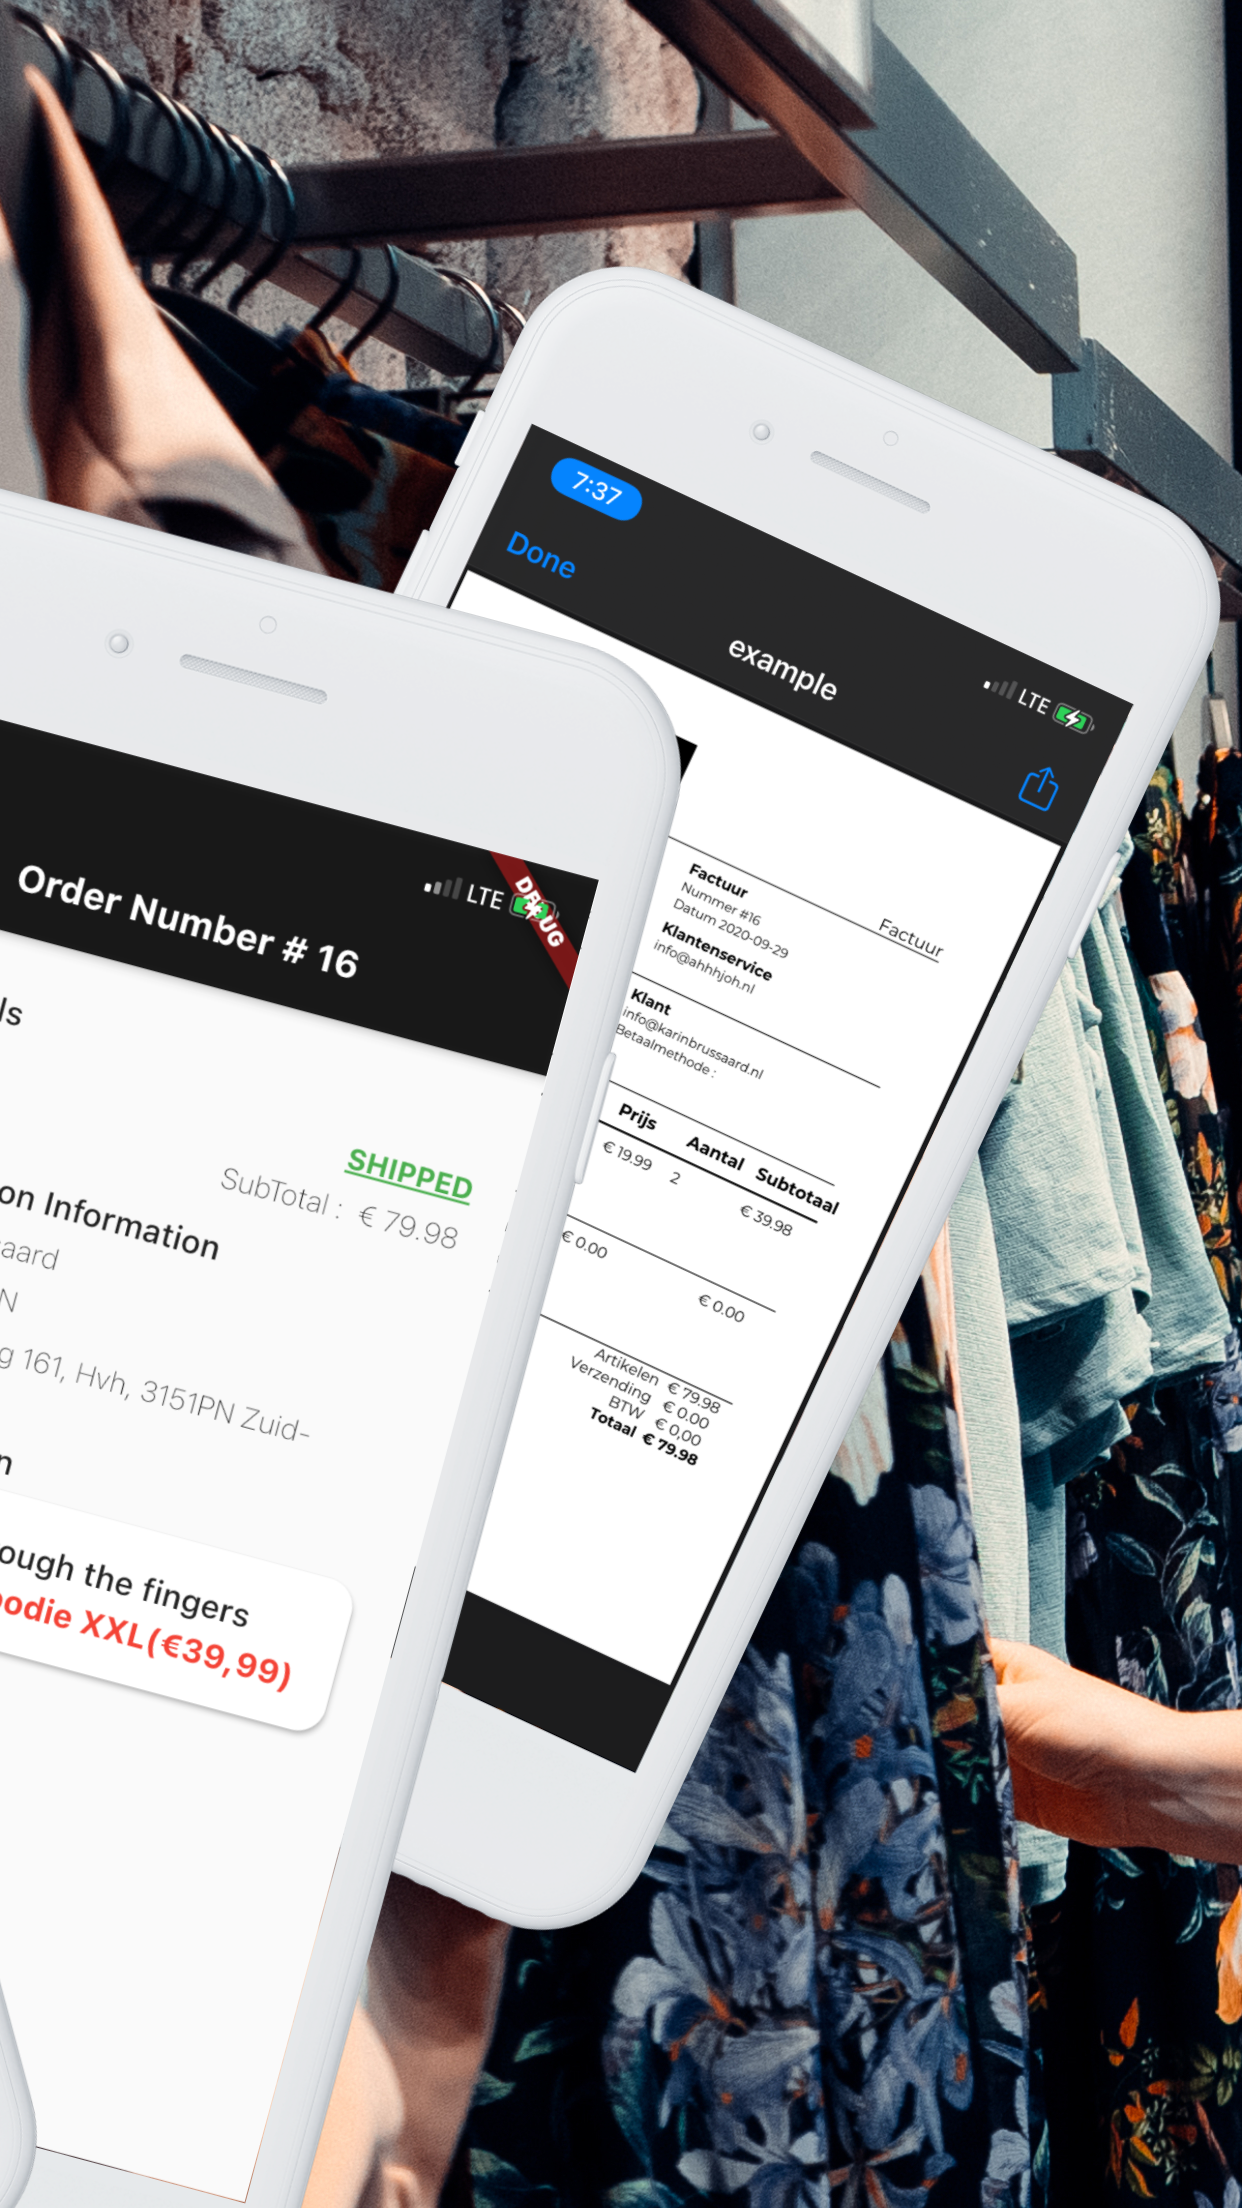 7:37
Done
example
LTE
Factuur
Nummer #16
Datum 2020-09-29
Factuur
Klantenservice
info@ahhhjoh.nl
Klant
info@karinbrussaard.nl
Betaalmethode :
Prijs Aantal Subtotaal
€ 19.99 2 € 39.98
€ 0.00 € 0.00
Artikelen € 79.98
Verzending € 0.00
BTW € 0,00
Totaal € 79.98
LTE
DEBUG
Order Number # 16
ls
SHIPPED
SubTotal : € 79.98
on Information
aard
N
g 161, Hvh, 3151PN Zuid-
n
ough the fingers
oodie XXL(€39,99)